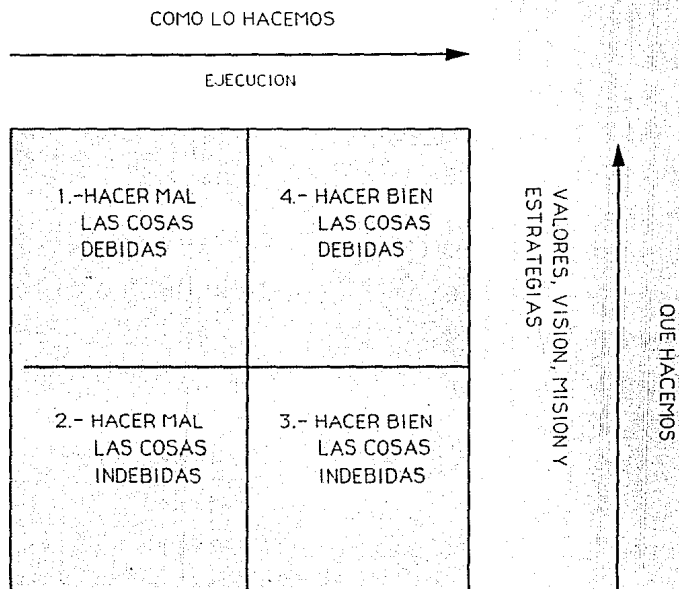 COMO LO HACEMOS
EJECUCION
1.-HACER MAL
LAS COSAS
DEBIDAS
4.- HACER BIEN
LAS COSAS
DEBIDAS
2.- HACER MAL
LAS COSAS
INDEBIDAS
3.- HACER BIEN
LAS COSAS
INDEBIDAS
VALORES, VISION, MISION Y
ESTRATEGIAS
QUE HACEMOS